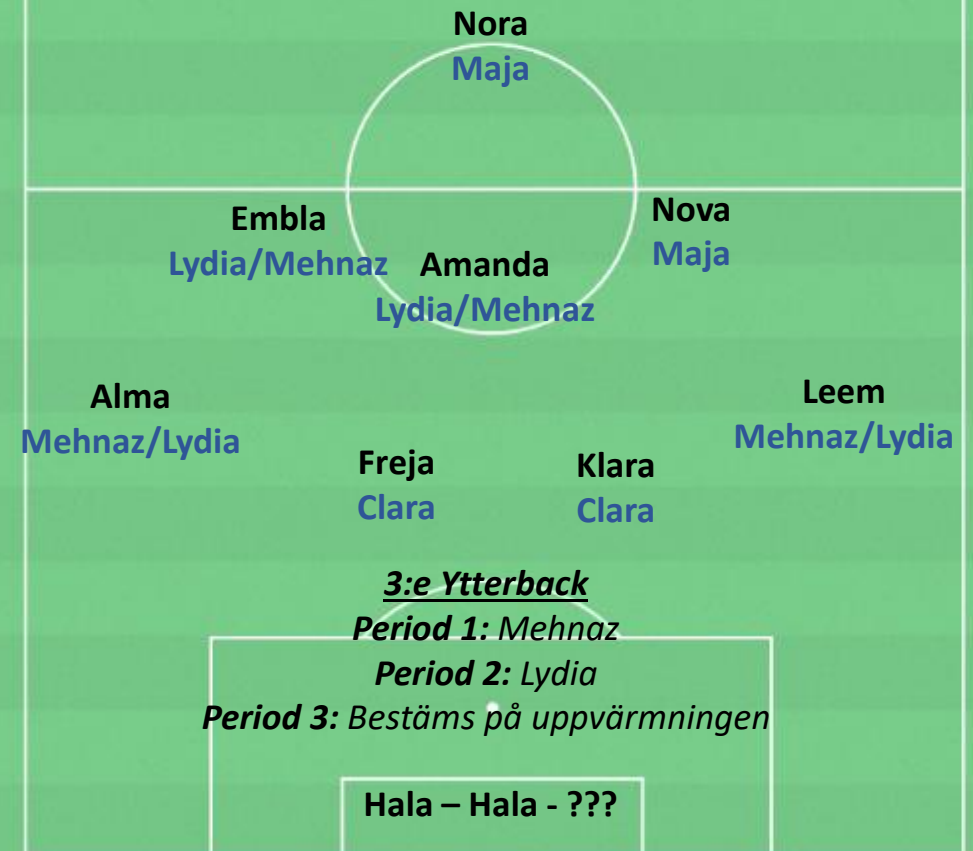 Nora
Maja
Embla
Lydia/Mehnaz
Nova
Maja
Amanda
Lydia/Mehnaz
Alma
Mehnaz/Lydia
Leem
Mehnaz/Lydia
Freja
Clara
Klara
Clara
3:e Ytterback
Period 1: Mehnaz
Period 2: Lydia
Period 3: Bestäms på uppvärmningen
Hala – Hala - ???